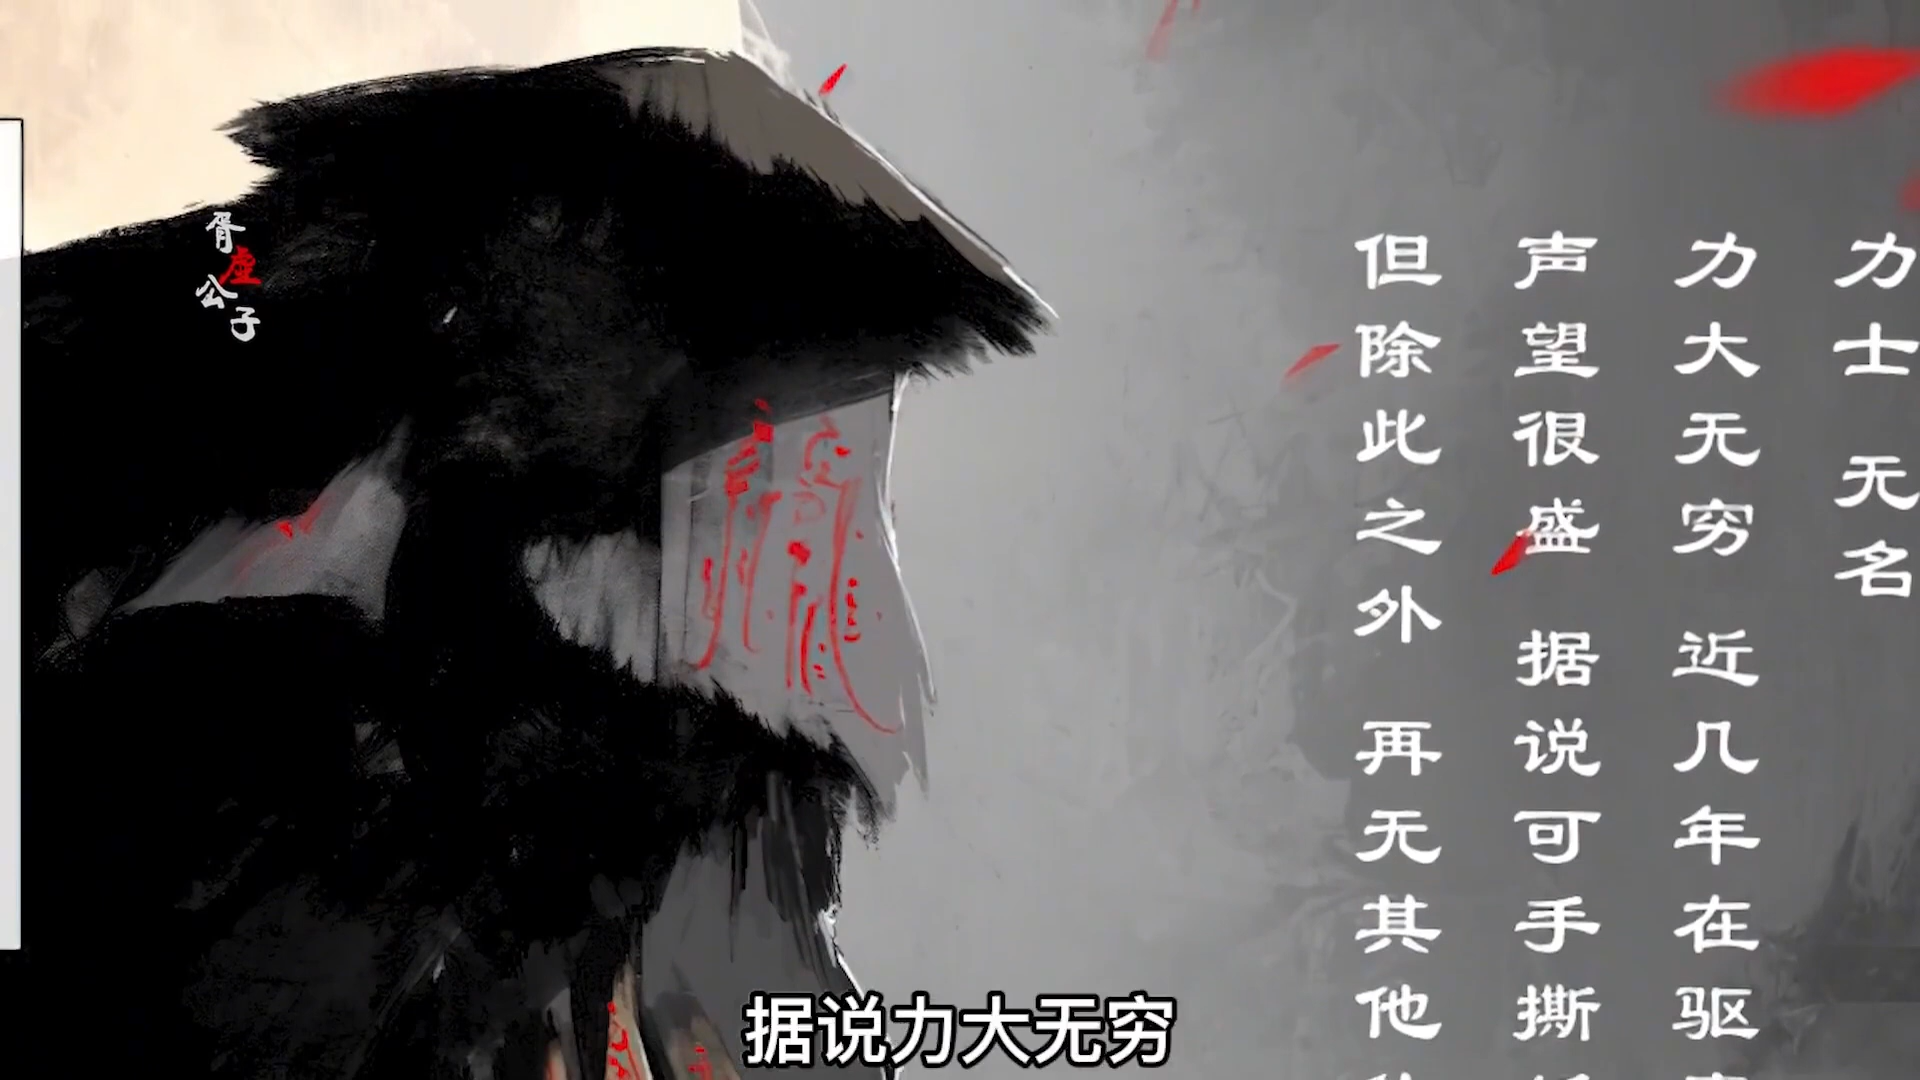 力士 无名
力大无穷 近几年在驱
声望很盛 据说可手撕
但除此之外 再无其他
胥虚公子
据说力大无穷